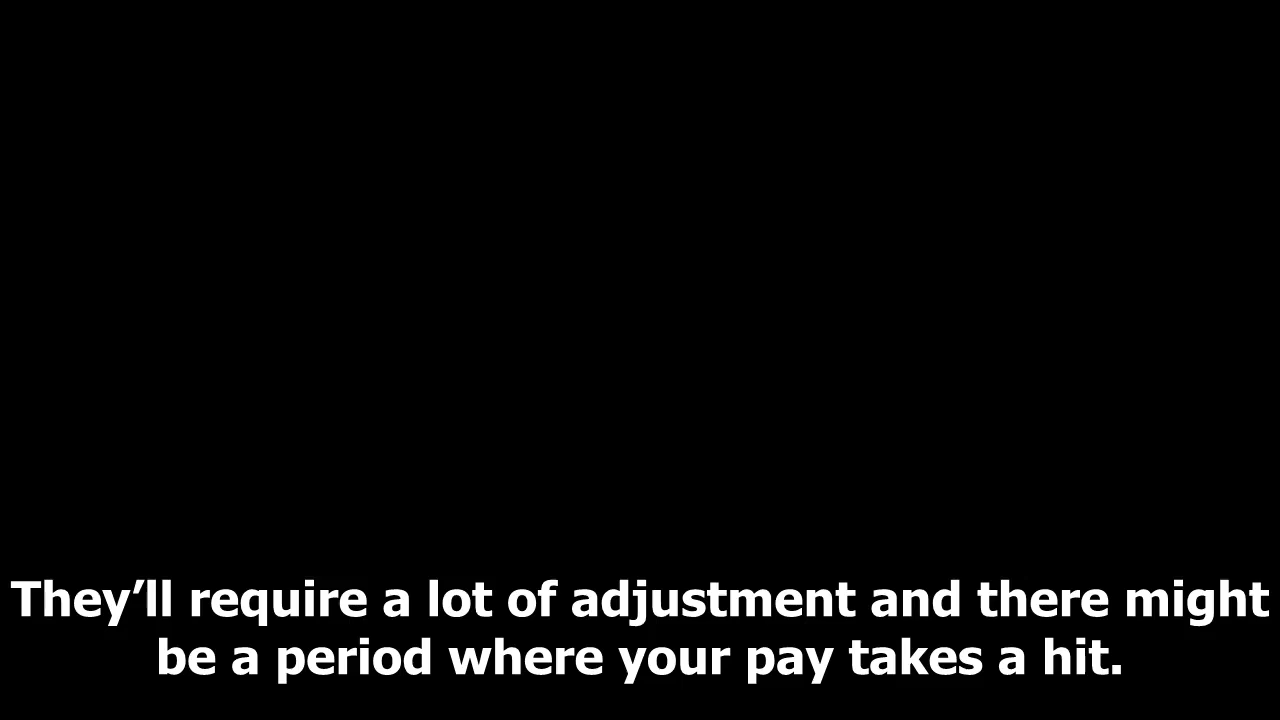 They’ll require a lot of adjustment and there might
be a period where your pay takes a hit.